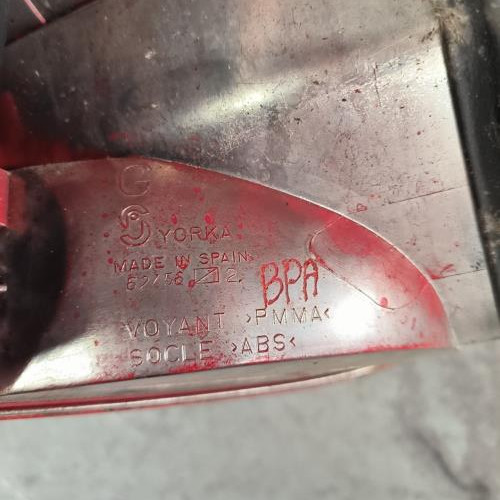 G
YORKA
MADE IN SPAIN
BPA
VOYANT >PMMA<
SOCLE >ABS<